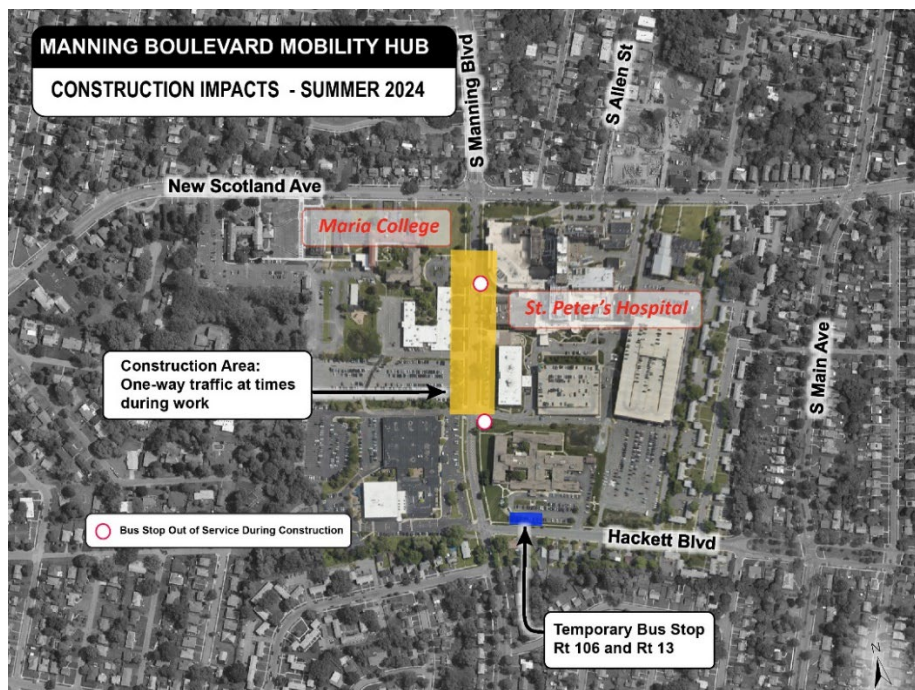 MANNING BOULEVARD MOBILITY HUB
CONSTRUCTION IMPACTS - SUMMER 2024
S Manning Blvd
S Allen St
New Scotland Ave
Maria College
St. Peter's Hospital
Construction Area:
One-way traffic at times
during work
S Main Ave
Bus Stop Out of Service During Construction
Hackett Blvd
Temporary Bus Stop
Rt 106 and Rt 13
N